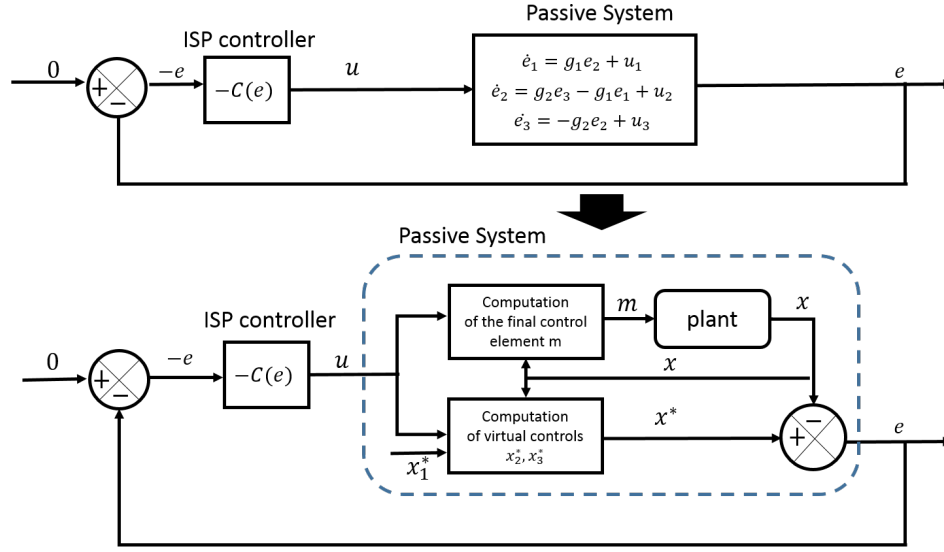 Passive System
ISP controller
0
+
−
−e
−C(e)
u
ė₁ = g₁e₂ + u₁
ė₂ = g₂e₃ − g₁e₁ + u₂
ė₃ = −g₂e₂ + u₃
e
Passive System
ISP controller
0
+
−
−e
−C(e)
u
Computation
of the final control
element m
m
plant
x
x
Computation
of virtual controls
x₂*, x₃*
x₁*
x*
−
+
e